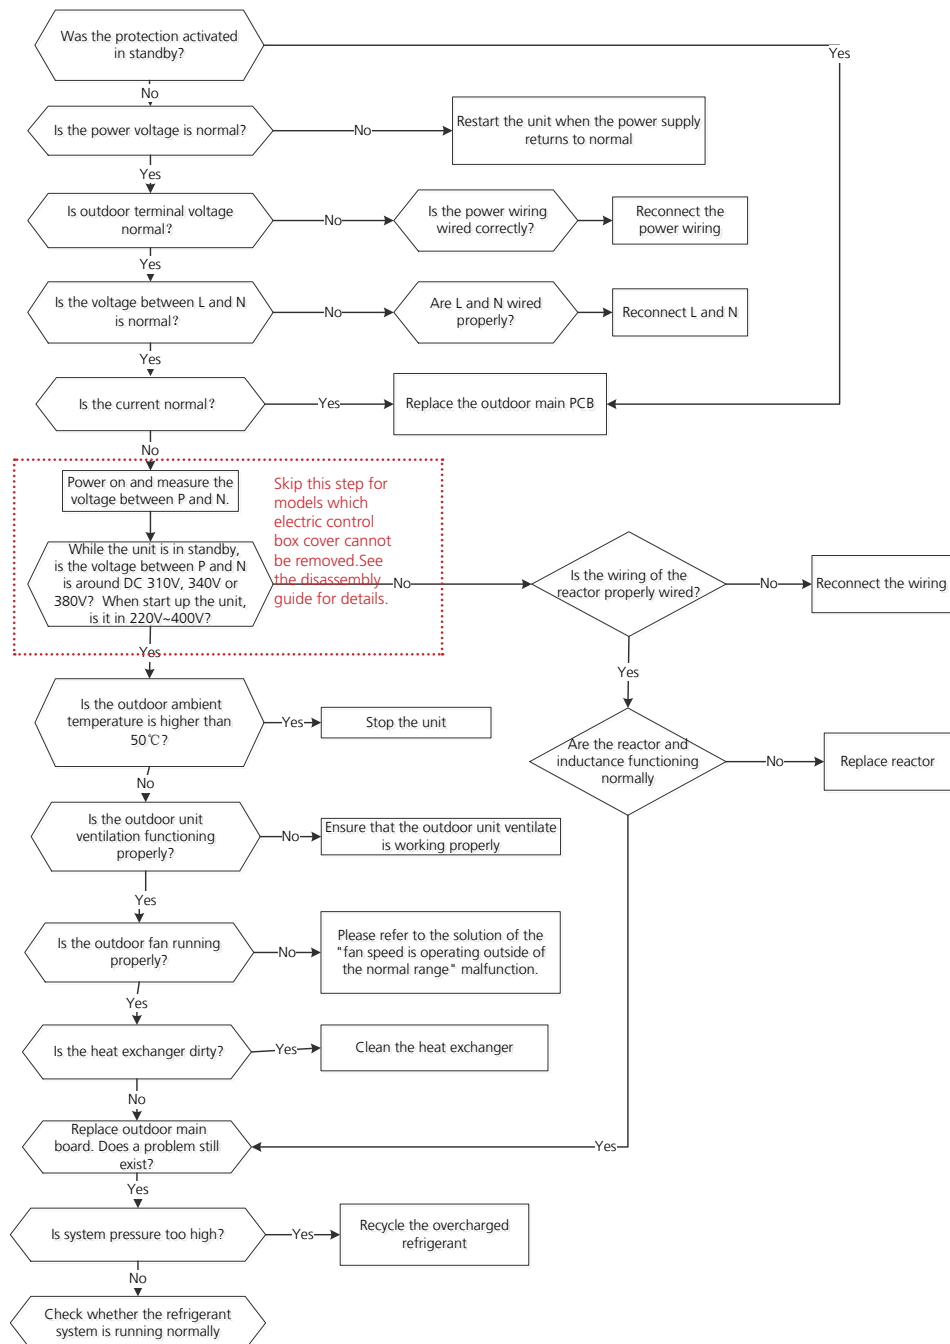 Was the protection activated
in standby?
Yes
No
Is the power voltage is normal?
No
Restart the unit when the power supply
returns to normal
Yes
Is outdoor terminal voltage
normal?
No
Is the power wiring
wired correctly?
Reconnect the
power wiring
Yes
Is the voltage between L and N
is normal?
No
Are L and N wired
properly?
Reconnect L and N
Yes
Is the current normal?
Yes
Replace the outdoor main PCB
No
Power on and measure the
voltage between P and N.
Skip this step for
models which
electric control
box cover cannot
be removed.See
the disassembly
guide for details.
While the unit is in standby,
is the voltage between P and N
is around DC 310V, 340V or
380V? When start up the unit,
is it in 220V~400V?
No
Is the wiring of the
reactor properly wired?
No
Reconnect the wiring
Yes
Yes
Is the outdoor ambient
temperature is higher than
50℃?
Yes
Stop the unit
Are the reactor and
inductance functioning
normally
No
Replace reactor
No
Is the outdoor unit
ventilation functioning
properly?
No
Ensure that the outdoor unit ventilate
is working properly
Yes
Is the outdoor fan running
properly?
No
Please refer to the solution of the
"fan speed is operating outside of
the normal range" malfunction.
Yes
Is the heat exchanger dirty?
Yes
Clean the heat exchanger
No
Replace outdoor main
board. Does a problem still
exist?
Yes
Yes
Is system pressure too high?
Yes
Recycle the overcharged
refrigerant
No
Check whether the refrigerant
system is running normally